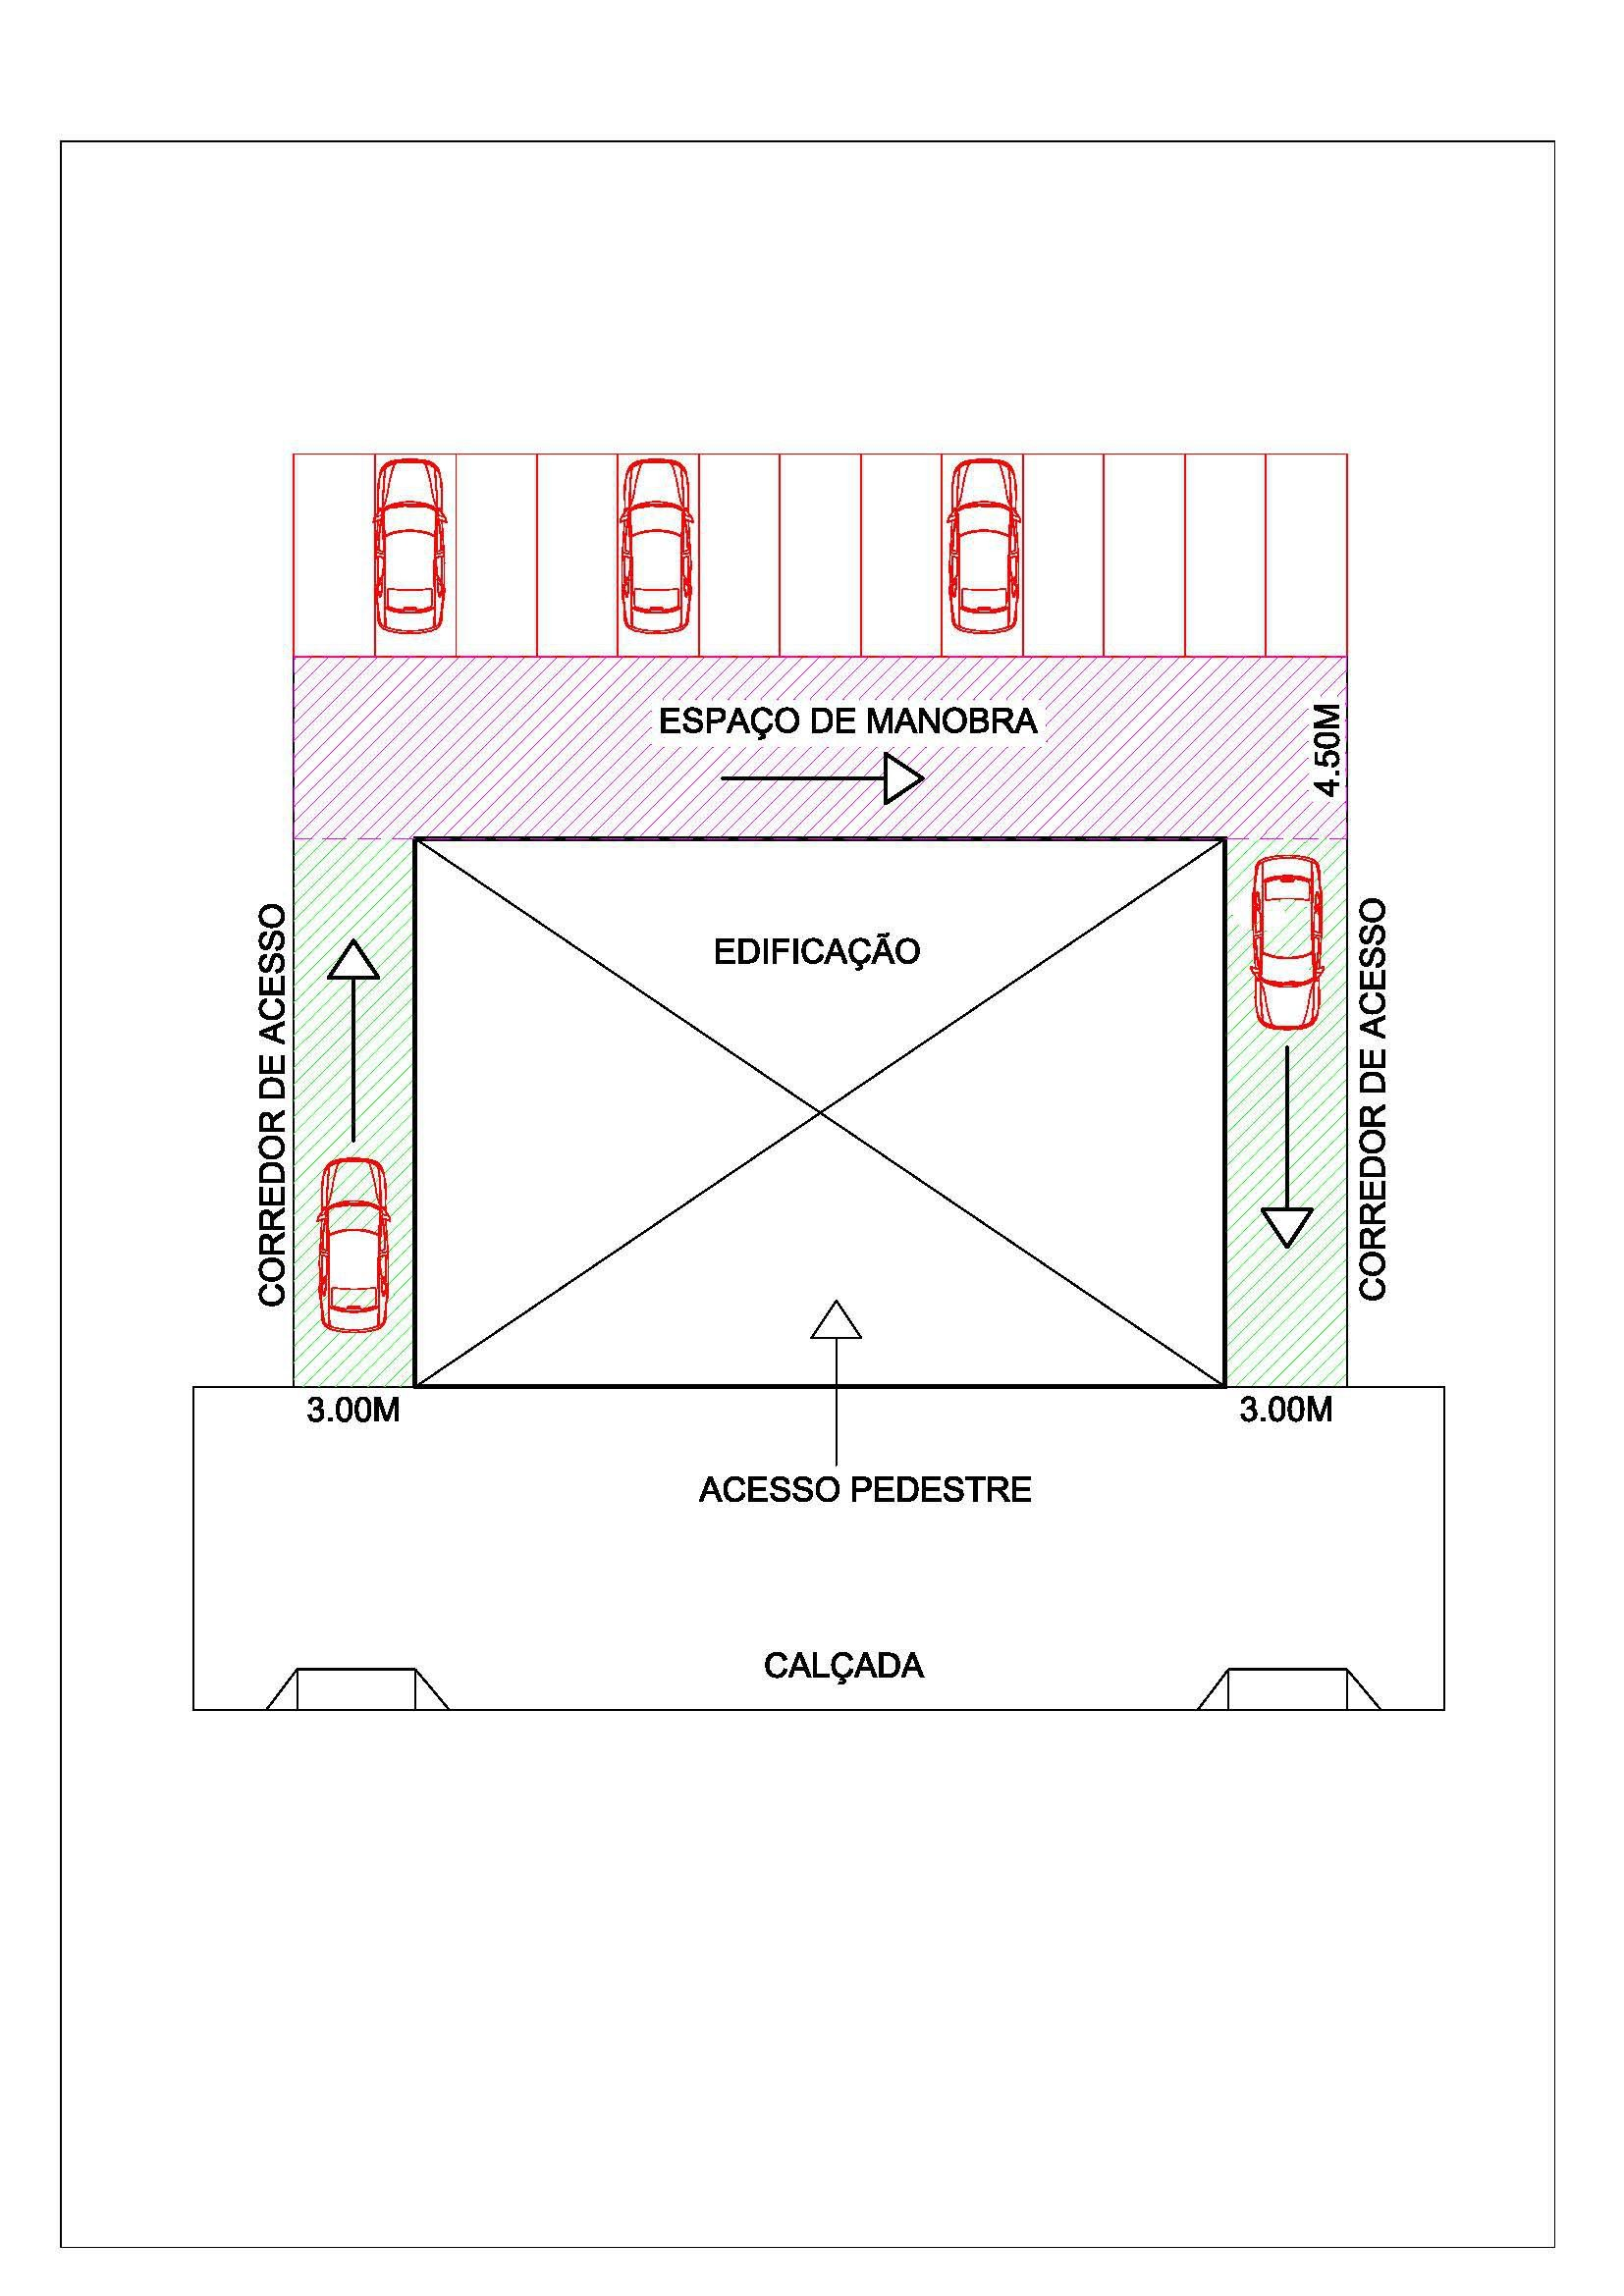 ESPAÇO DE MANOBRA
4.50M
EDIFICAÇÃO
CORREDOR DE ACESSO
CORREDOR DE ACESSO
3.00M
3.00M
ACESSO PEDESTRE
CALÇADA